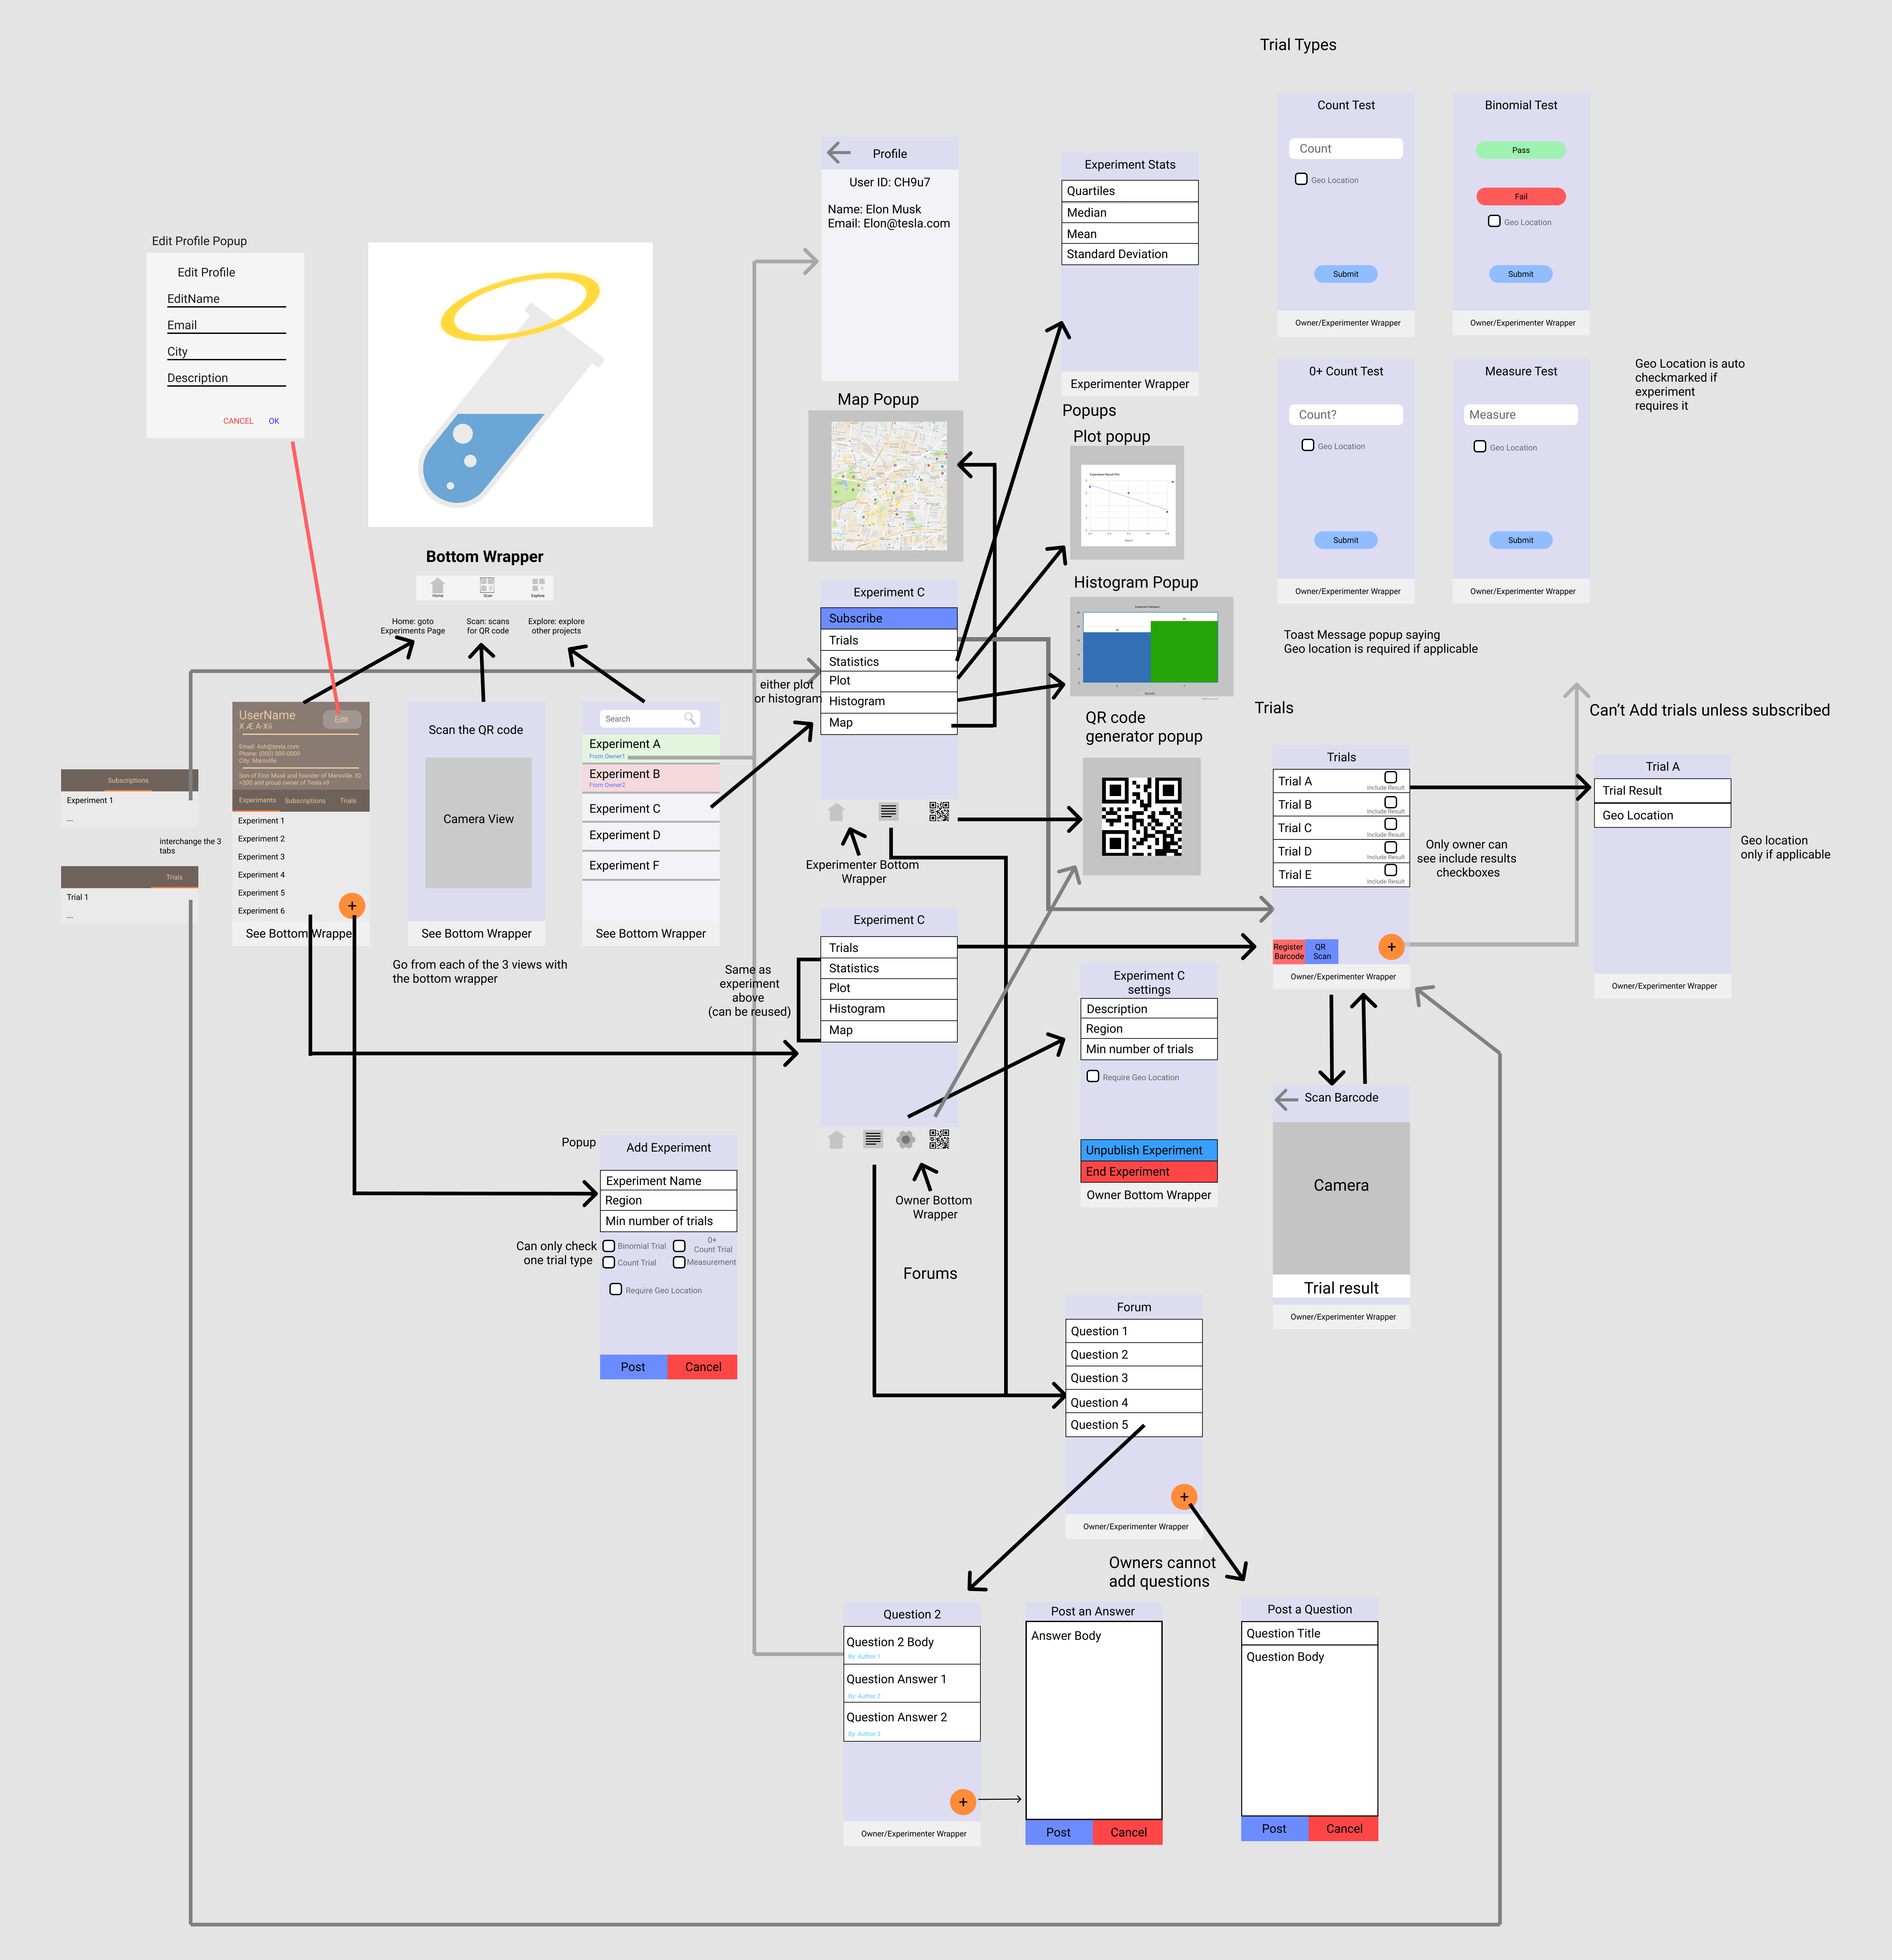 Trial Types
Count Test
Count
Geo Location
Submit
Owner/Experimenter Wrapper
Binomial Test
Pass
Fail
Geo Location
Submit
Owner/Experimenter Wrapper
0+ Count Test
Count?
Geo Location
Submit
Owner/Experimenter Wrapper
Measure Test
Measure
Geo Location
Submit
Owner/Experimenter Wrapper
Geo Location is auto
checkmarked if
experiment
requires it
Toast Message popup saying
Geo location is required if applicable
Edit Profile Popup
Edit Profile
EditName
Email
City
Description
CANCEL OK
Bottom Wrapper
Home Scan Explore
Home: goto
Experiments Page
Scan: scans
for QR code
Explore: explore
other projects
Profile
User ID: CH9u7
Name: Elon Musk
Email: Elon@tesla.com
Experiment Stats
Quartiles
Median
Mean
Standard Deviation
Experimenter Wrapper
Map Popup
Popups
Plot popup
Experiment Result Plot
Histogram Popup
QR code
generator popup
Experiment C
Subscribe
Trials
Statistics
Plot
Histogram
Map
either plot
or histogram
Experimenter Bottom
Wrapper
Subscriptions
Experiment 1
...
interchange the 3
tabs
Trials
Trial 1
...
UserName
X Æ A-Xii
Edit
Email: Ash@tesla.com
Phone: (000) 000-0000
City: Marsville
Son of Elon Musk and founder of Marsville. IQ
>200 and proud owner of Tesla v9
Experiments Subscriptions Trials
Experiment 1
Experiment 2
Experiment 3
Experiment 4
Experiment 5
Experiment 6
+
See Bottom Wrapper
Scan the QR code
Camera View
See Bottom Wrapper
Search
Experiment A
From Owner1
Experiment B
From Owner2
Experiment C
Experiment D
Experiment F
See Bottom Wrapper
Go from each of the 3 views with
the bottom wrapper
Experiment C
Trials
Statistics
Plot
Histogram
Map
Same as
experiment
above
(can be reused)
Owner Bottom
Wrapper
Experiment C
settings
Description
Region
Min number of trials
Require Geo Location
Unpublish Experiment
End Experiment
Owner Bottom Wrapper
Trials
Trials
Trial A
Include Result
Trial B
Include Result
Trial C
Include Result
Trial D
Include Result
Trial E
Include Result
Register
Barcode
QR
Scan
+
Owner/Experimenter Wrapper
Only owner can
see include results
checkboxes
Can't Add trials unless subscribed
Trial A
Trial Result
Geo Location
Owner/Experimenter Wrapper
Geo location
only if applicable
Scan Barcode
Camera
Trial result
Owner/Experimenter Wrapper
Popup
Add Experiment
Experiment Name
Region
Min number of trials
Can only check
one trial type
Binomial Trial
0+
Count Trial
Count Trial
Measurement
Require Geo Location
Post Cancel
Forums
Forum
Question 1
Question 2
Question 3
Question 4
Question 5
+
Owner/Experimenter Wrapper
Owners cannot
add questions
Question 2
Question 2 Body
By: Author 1
Question Answer 1
By: Author 2
Question Answer 2
By: Author 3
+
Owner/Experimenter Wrapper
Post an Answer
Answer Body
Post Cancel
Post a Question
Question Title
Question Body
Post Cancel